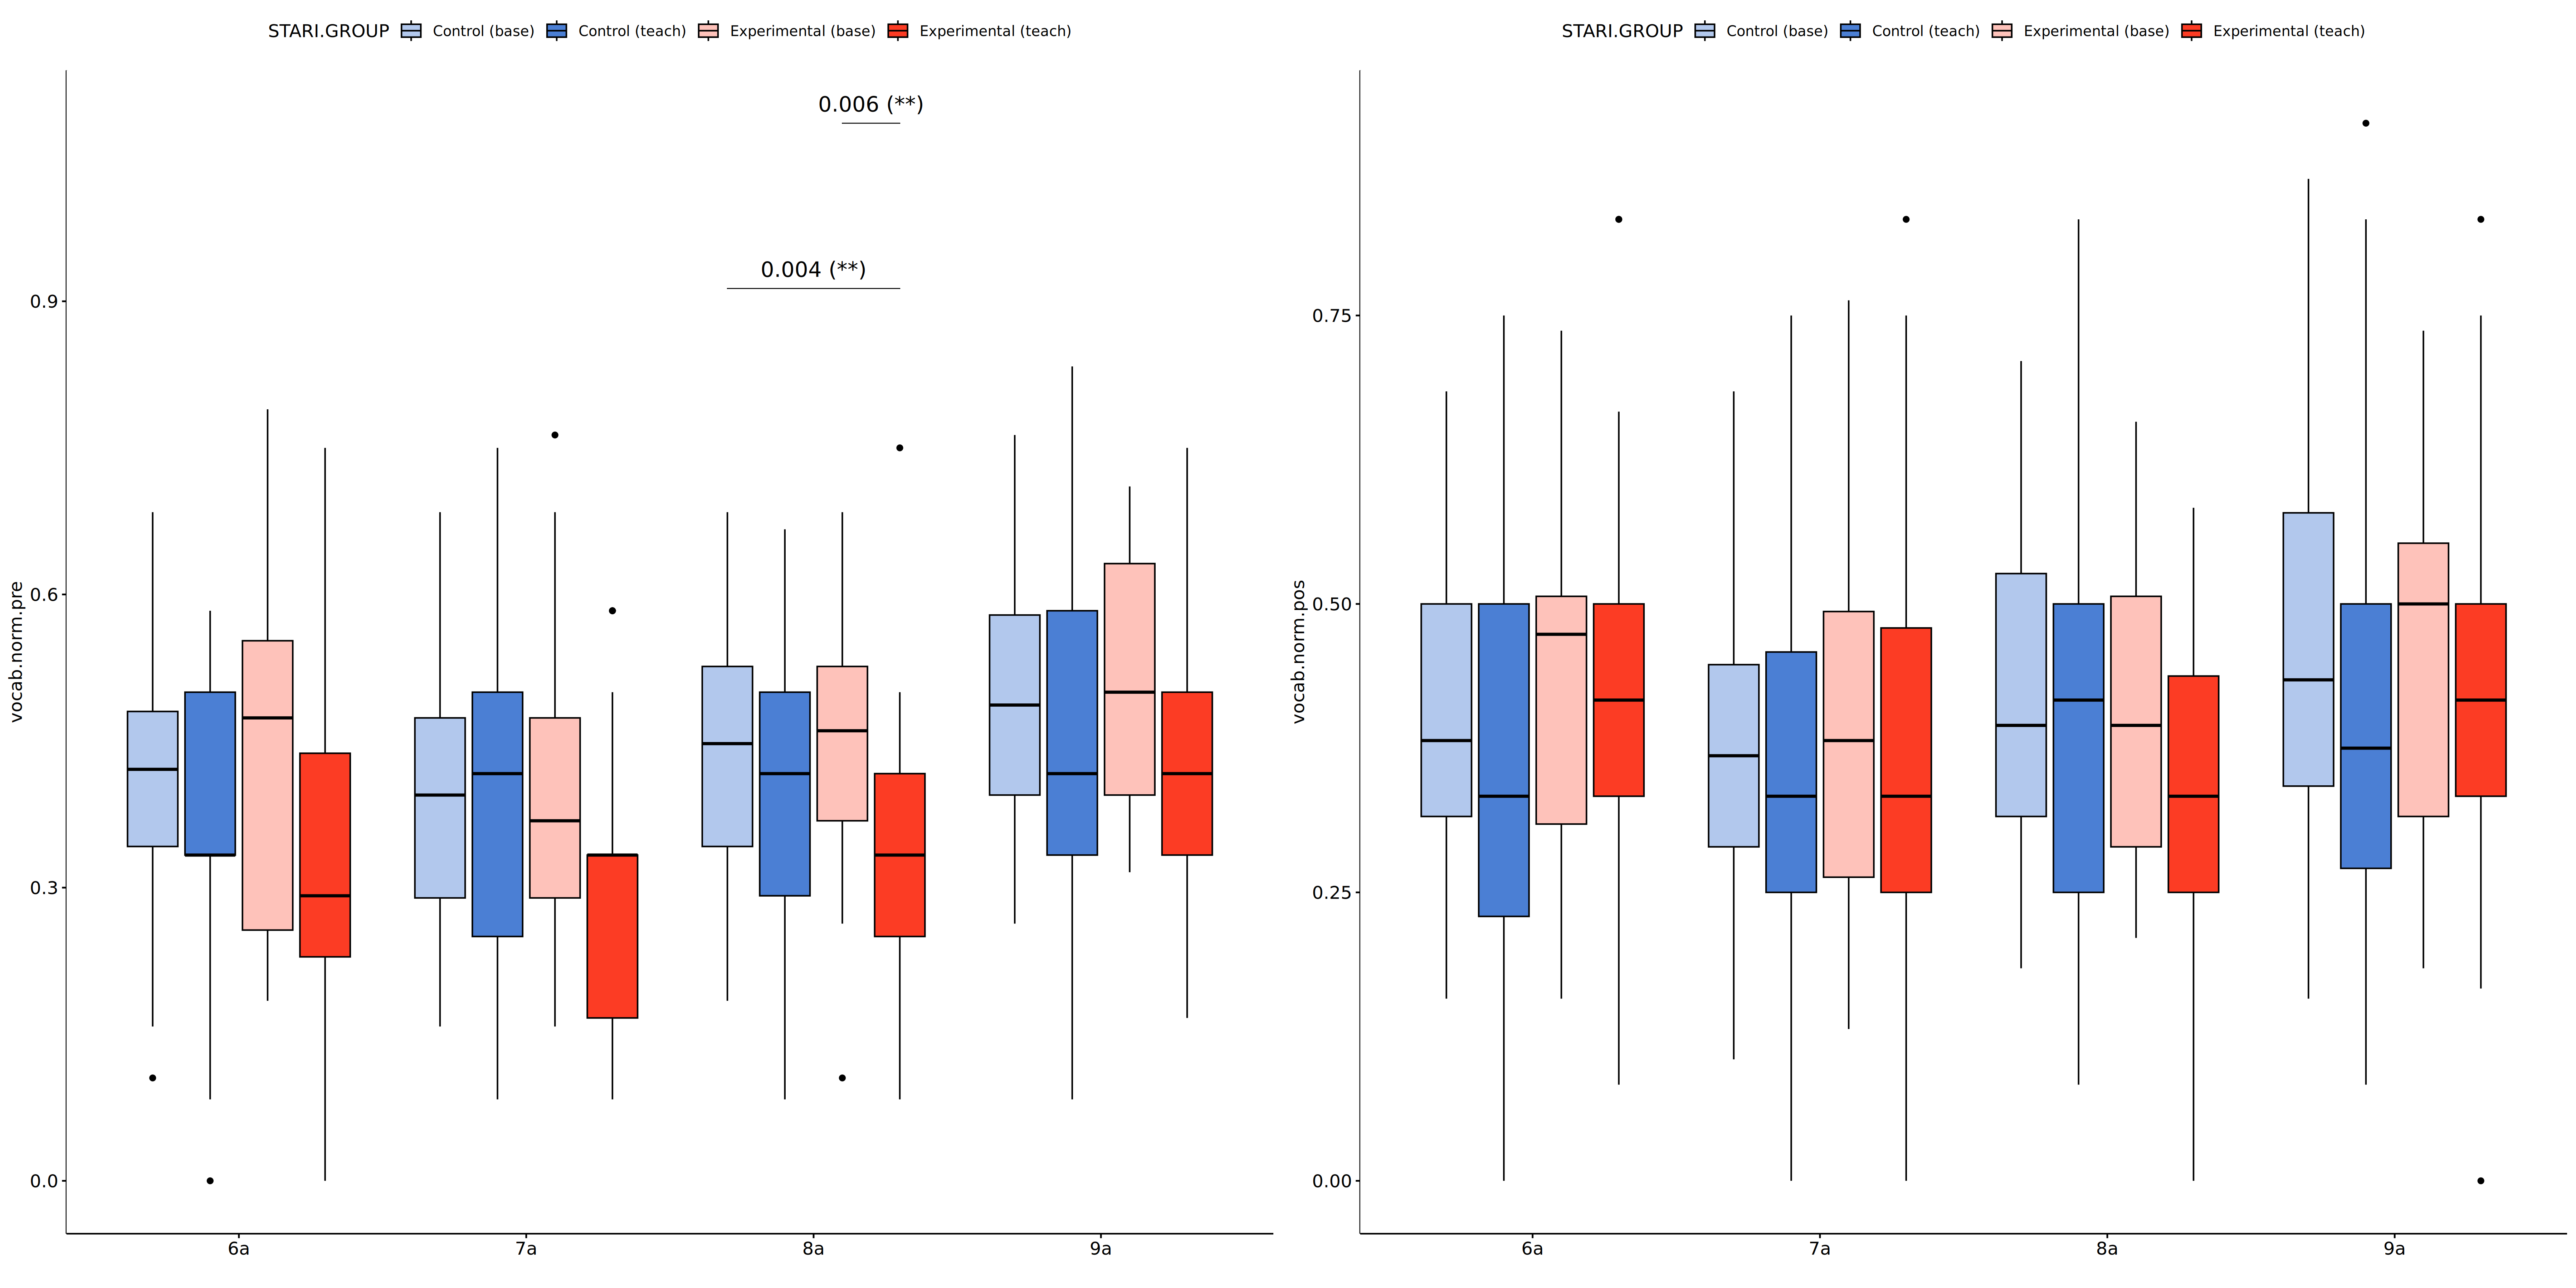 STARI.GROUP Control (base) Control (teach) Experimental (base) Experimental (teach)
0.006 (**)
0.004 (**)
0.9
0.6
0.3
0.0
vocab.norm.pre
6a 7a 8a 9a
STARI.GROUP Control (base) Control (teach) Experimental (base) Experimental (teach)
0.75
0.50
0.25
0.00
vocab.norm.pos
6a 7a 8a 9a